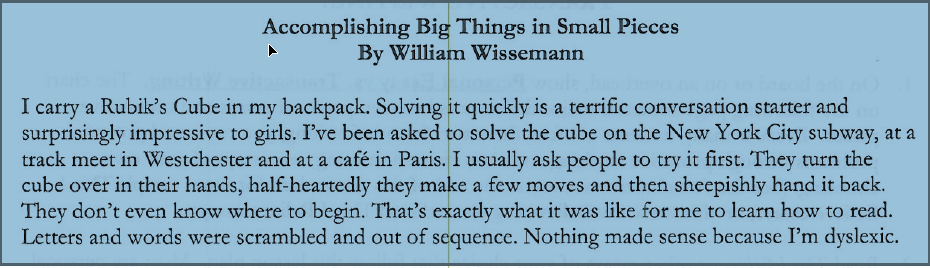 Accomplishing Big Things in Small Pieces
By William Wissemann
I carry a Rubik's Cube in my backpack. Solving it quickly is a terrific conversation starter and
surprisingly impressive to girls. I've been asked to solve the cube on the New York City subway, at a
track meet in Westchester and at a café in Paris. I usually ask people to try it first. They turn the
cube over in their hands, half-heartedly they make a few moves and then sheepishly hand it back.
They don't even know where to begin. That's exactly what it was like for me to learn how to read.
Letters and words were scrambled and out of sequence. Nothing made sense because I'm dyslexic.